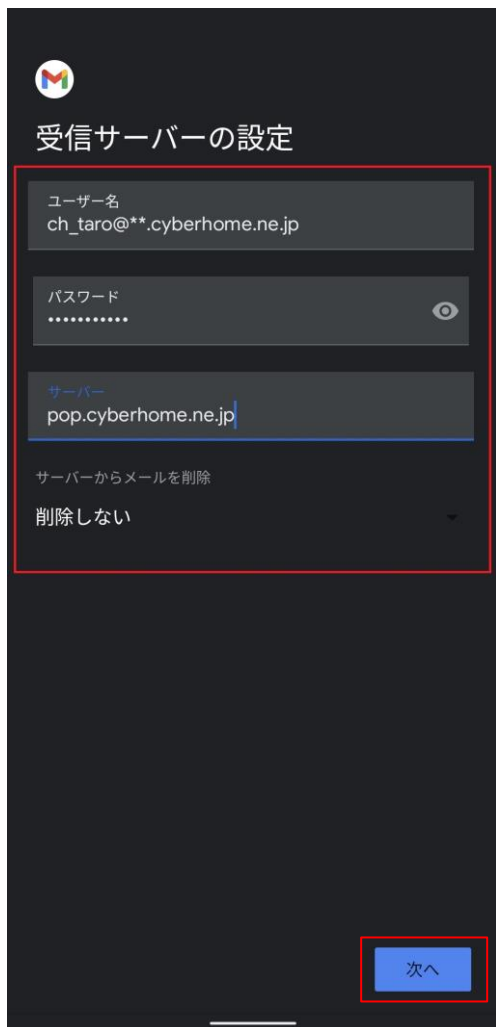 受信サーバーの設定
ユーザー名
ch_taro@**.cyberhome.ne.jp
パスワード
•••••••••••
サーバー
pop.cyberhome.ne.jp
サーバーからメールを削除
削除しない
次へ